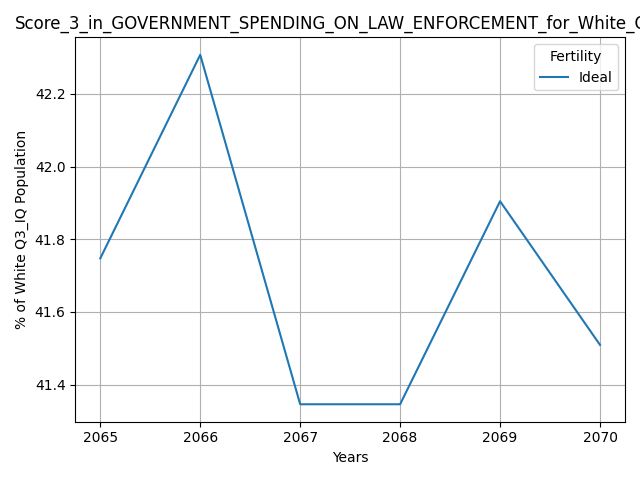 Score_3_in_GOVERNMENT_SPENDING_ON_LAW_ENFORCEMENT_for_White_
Fertility
Ideal
42.2
42.0
41.8
41.6
41.4
% of White Q3_IQ Population
2065 2066 2067 2068 2069 2070
Years